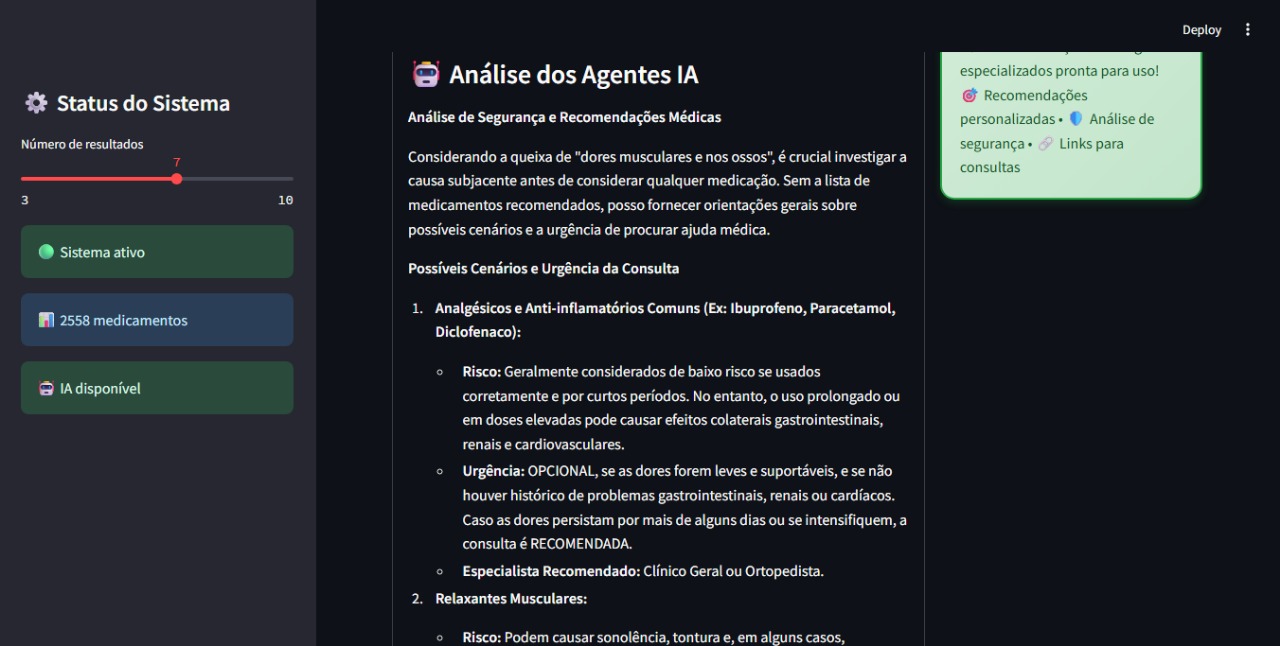 Deploy
Status do Sistema
Número de resultados
7
3
10
Sistema ativo
2558 medicamentos
IA disponível
Análise dos Agentes IA
Análise de Segurança e Recomendações Médicas
Considerando a queixa de "dores musculares e nos ossos", é crucial investigar a
causa subjacente antes de considerar qualquer medicação. Sem a lista de
medicamentos recomendados, posso fornecer orientações gerais sobre
possíveis cenários e a urgência de procurar ajuda médica.
Possíveis Cenários e Urgência da Consulta
1. Analgésicos e Anti-inflamatórios Comuns (Ex: Ibuprofeno, Paracetamol,
Diclofenaco):
Risco: Geralmente considerados de baixo risco se usados
corretamente e por curtos períodos. No entanto, o uso prolongado ou
em doses elevadas pode causar efeitos colaterais gastrointestinais,
renais e cardiovasculares.
Urgência: OPCIONAL, se as dores forem leves e suportáveis, e se não
houver histórico de problemas gastrointestinais, renais ou cardíacos.
Caso as dores persistam por mais de alguns dias ou se intensifiquem, a
consulta é RECOMENDADA.
Especialista Recomendado: Clínico Geral ou Ortopedista.
2. Relaxantes Musculares:
Risco: Podem causar sonolência, tontura e, em alguns casos,
especializados pronta para uso!
Recomendações
personalizadas • Análise de
segurança • Links para
consultas